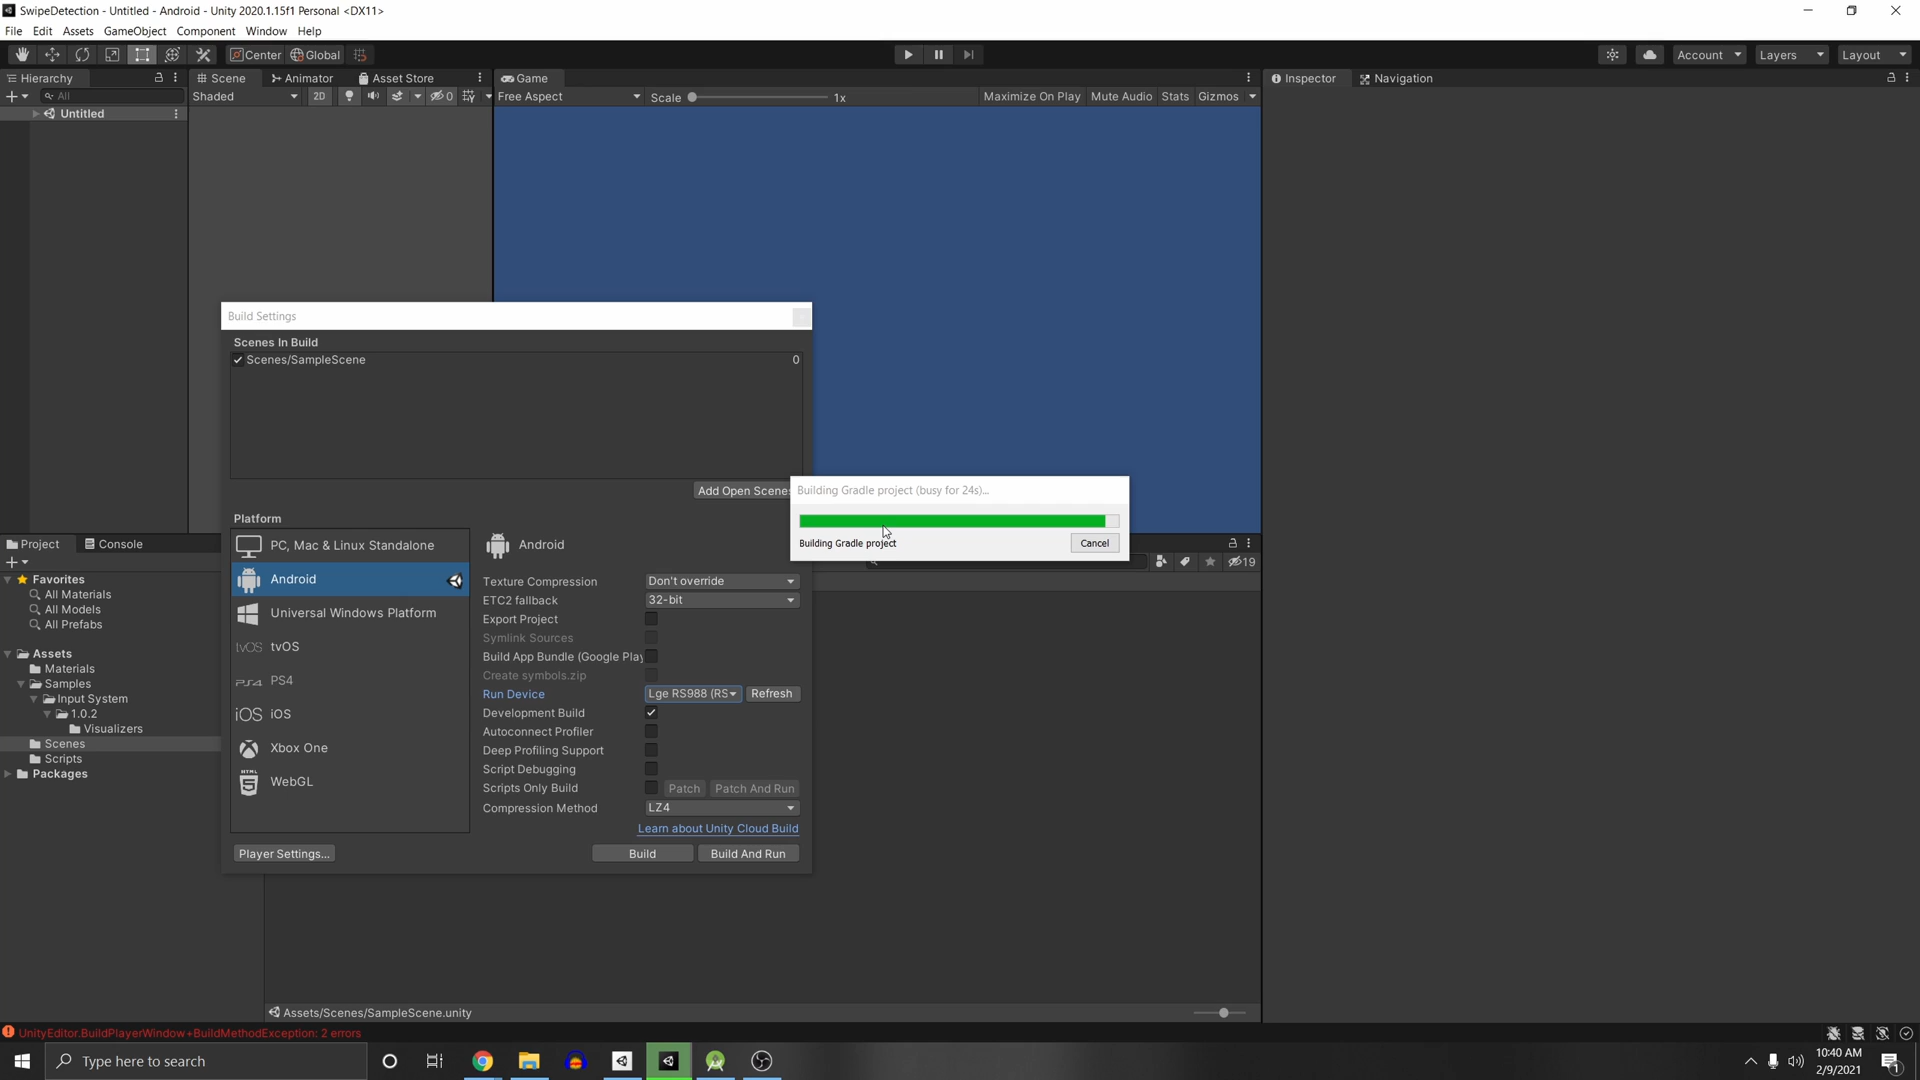 SwipeDetection - Untitled - Android - Unity 2020.1.15f1 Personal <DX11>
File Edit Assets GameObject Component Window Help
Center Global Account Layers Layout
Hierarchy Scene Animator Asset Store Game Inspector Navigation
All Shaded 2D 0 Free Aspect Scale 1x Maximize On Play Mute Audio Stats Gizmos
Untitled
Build Settings
Scenes In Build
Scenes/SampleScene 0
Add Open Scene
Building Gradle project (busy for 24s)...
Building Gradle project Cancel
Platform
PC, Mac & Linux Standalone
Android
Universal Windows Platform
tvOS tvOS
PS4
iOS iOS
Xbox One
HTML 5 WebGL
Android
Texture Compression Don't override
ETC2 fallback 32-bit
Export Project
Symlink Sources
Build App Bundle (Google Play
Create symbols.zip
Run Device Lge RS988 (RS Refresh
Development Build
Autoconnect Profiler
Deep Profiling Support
Script Debugging
Scripts Only Build Patch Patch And Run
Compression Method LZ4
Learn about Unity Cloud Build
Player Settings... Build Build And Run
Project Console
19
Favorites
All Materials
All Models
All Prefabs
Assets
Materials
Samples
Input System
1.0.2
Visualizers
Scenes
Scripts
Packages
Assets/Scenes/SampleScene.unity
UnityEditor.BuildPlayerWindow+BuildMethodException: 2 errors
Type here to search
10:40 AM
2/9/2021
1